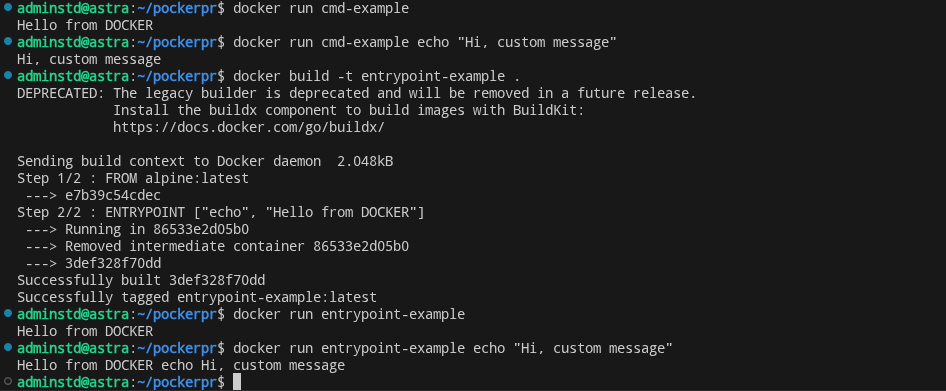 adminstd@astra:~/pockerpr$ docker run cmd-example
Hello from DOCKER
adminstd@astra:~/pockerpr$ docker run cmd-example echo "Hi, custom message"
Hi, custom message
adminstd@astra:~/pockerpr$ docker build -t entrypoint-example .
DEPRECATED: The legacy builder is deprecated and will be removed in a future release.
            Install the buildx component to build images with BuildKit:
            https://docs.docker.com/go/buildx/

Sending build context to Docker daemon  2.048kB
Step 1/2 : FROM alpine:latest
 ---> e7b39c54cdec
Step 2/2 : ENTRYPOINT ["echo", "Hello from DOCKER"]
 ---> Running in 86533e2d05b0
 ---> Removed intermediate container 86533e2d05b0
 ---> 3def328f70dd
Successfully built 3def328f70dd
Successfully tagged entrypoint-example:latest
adminstd@astra:~/pockerpr$ docker run entrypoint-example
Hello from DOCKER
adminstd@astra:~/pockerpr$ docker run entrypoint-example echo "Hi, custom message"
Hello from DOCKER echo Hi, custom message
adminstd@astra:~/pockerpr$